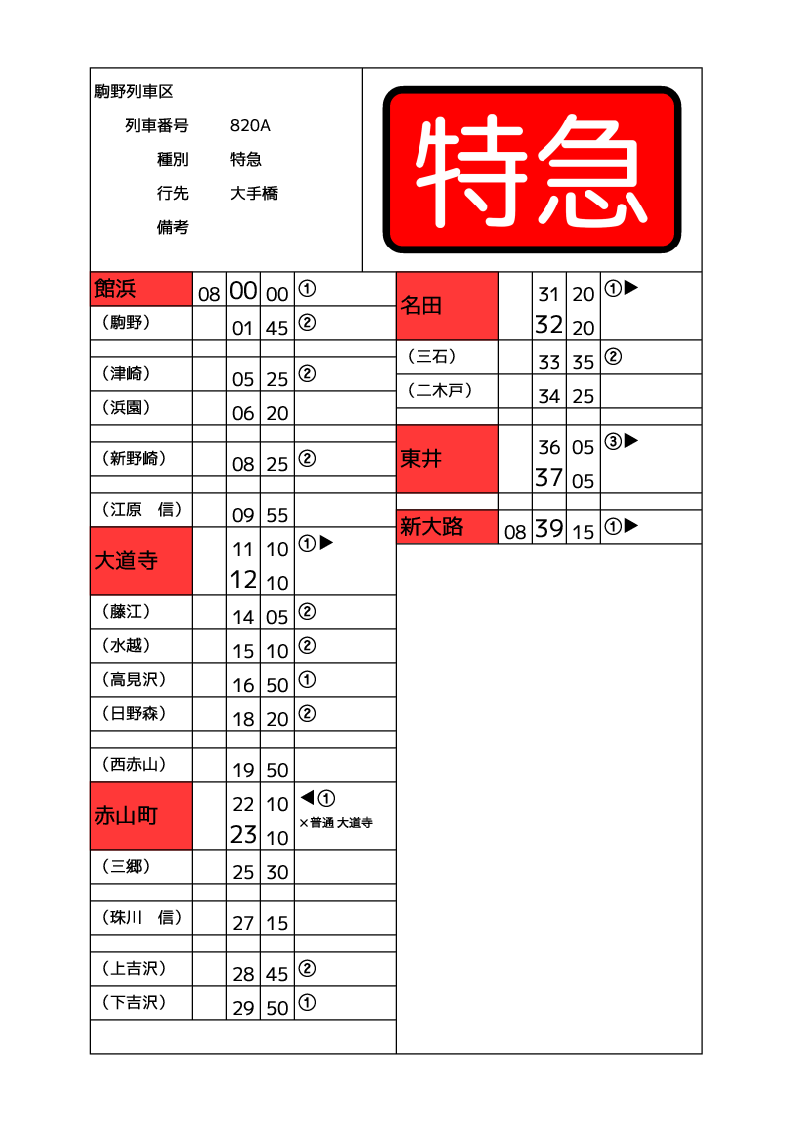 駒野列車区
列車番号 820A
種別 特急
行先 大手橋
備考
特急
館浜 08 00 00 ①
（駒野） 01 45 ②
（津崎） 05 25 ②
（浜園） 06 20
（新野崎） 08 25 ②
（江原　信） 09 55
大道寺 11 10 ①▶
12 10
（藤江） 14 05 ②
（水越） 15 10 ②
（高見沢） 16 50 ①
（日野森） 18 20 ②
（西赤山） 19 50
赤山町 22 10 ◀①
23 10 ×普通 大道寺
（三郷） 25 30
（珠川　信） 27 15
（上吉沢） 28 45 ②
（下吉沢） 29 50 ①
名田 31 20 ①▶
32 20
（三石） 33 35 ②
（二木戸） 34 25
東井 36 05 ③▶
37 05
新大路 08 39 15 ①▶